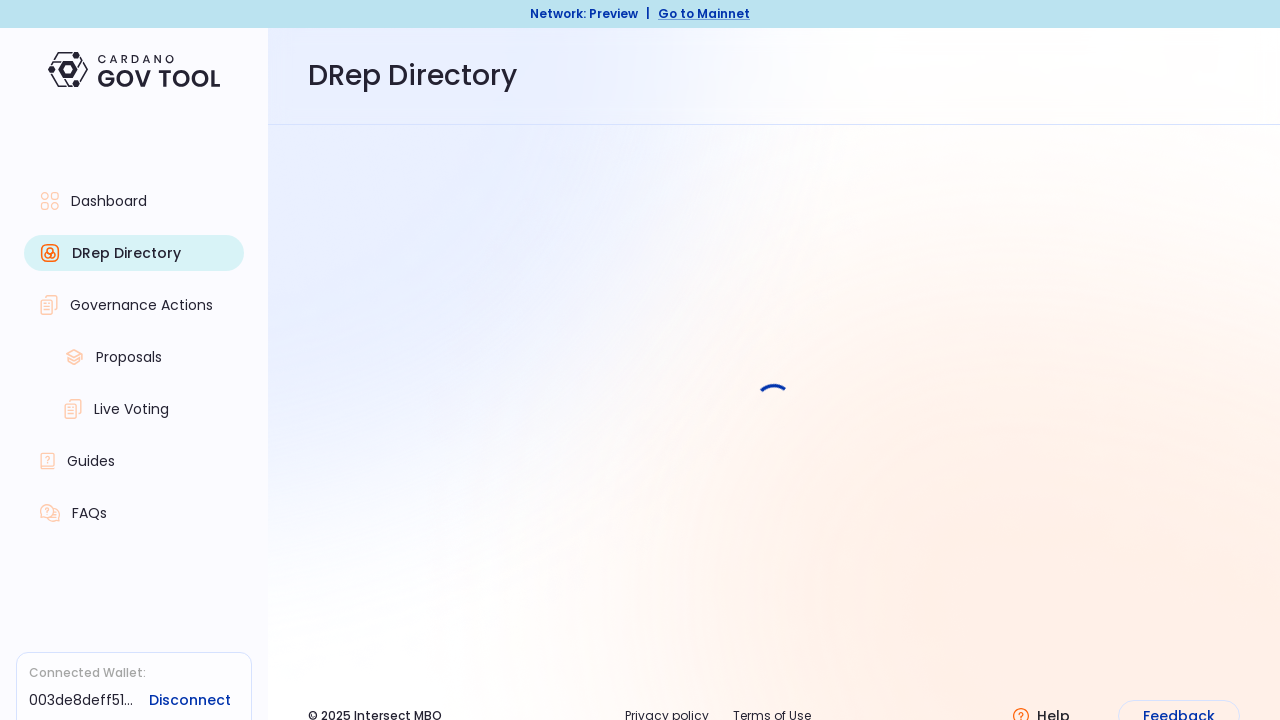 Network: Preview | Go to Mainnet
CARDANO
GOV TOOL
DRep Directory
Dashboard
DRep Directory
Governance Actions
Proposals
Live Voting
Guides
FAQs
Connected Wallet:
003de8deff51... Disconnect
© 2025 Intersect MBO Privacy policy Terms of Use Help Feedback